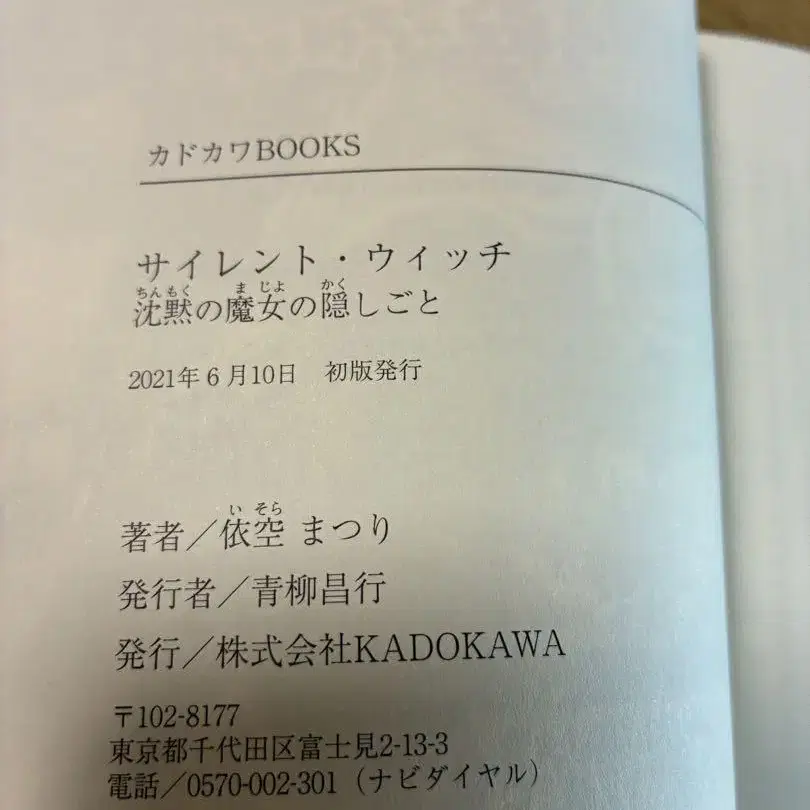 カドカワBOOKS
サイレント・ウィッチ
ちんもく ま じよ かく
沈黙の魔女の隠しごと
2021年6月10日 初版発行
い そら
著者／依空 まつり
発行者／青柳昌行
発行／株式会社KADOKAWA
〒102-8177
東京都千代田区富士見2-13-3
電話／0570-002-301（ナビダイヤル）